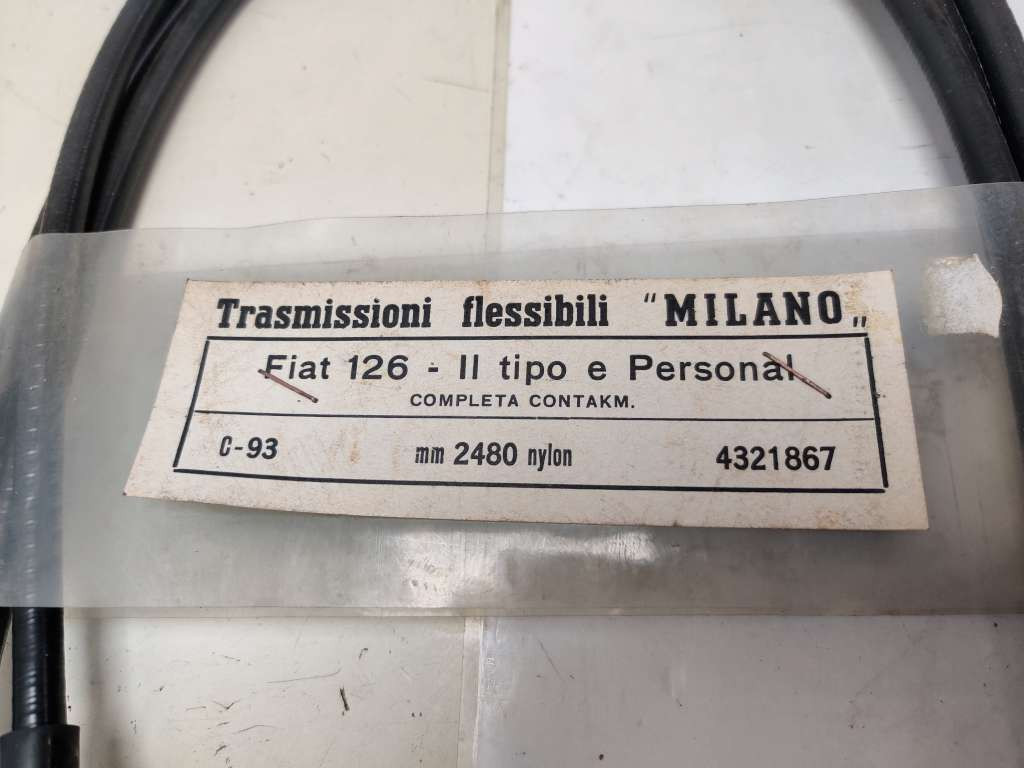 Trasmissioni flessibili "MILANO„
Fiat 126 - II tipo e Personal
COMPLETA CONTAKM.
C-93 mm 2480 nylon 4321867